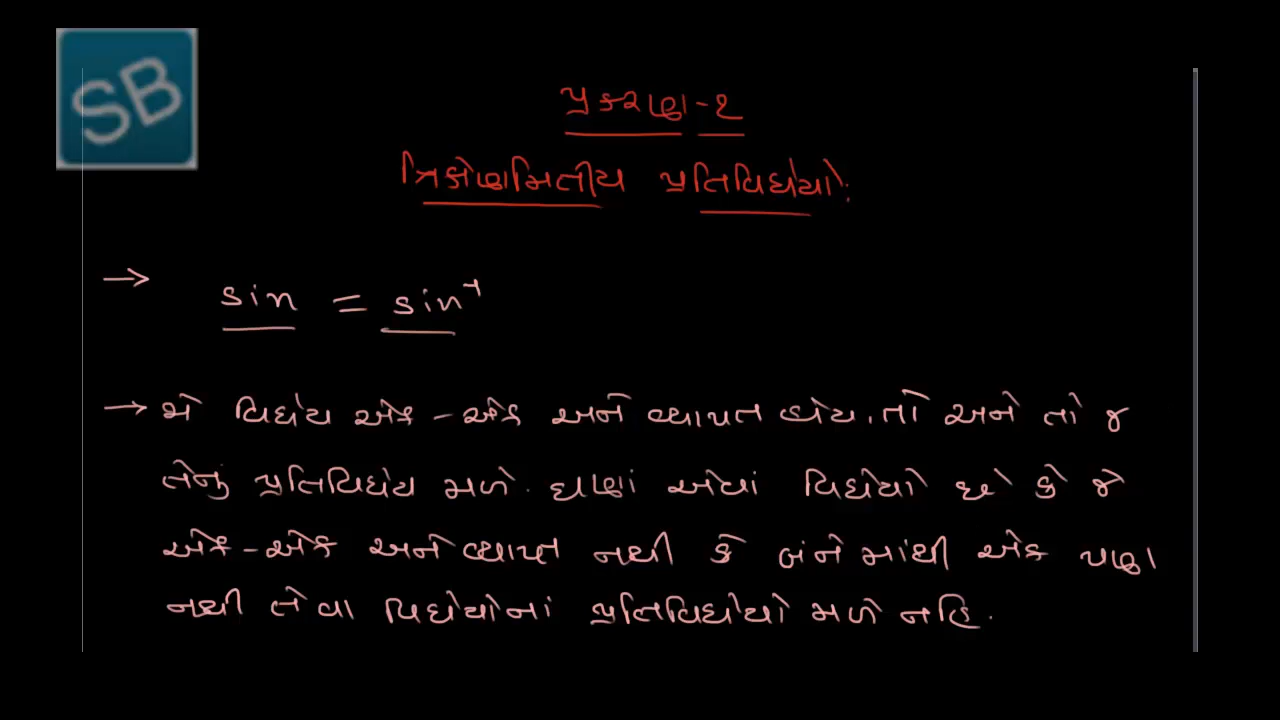 SB
પ્રકરણ-૧
ત્રિકોણમિતીય પ્રતિવિધેયો:
→ sin = sin⁻¹
→ જો વિધેય એક-એક અને વ્યાપ્ત હોય, તો અને તો જ
તેનું પ્રતિવિધેય મળે. ઘણાં એવાં વિધેયો છે કે જે
એક-એક અને વ્યાપ્ત નથી કે બંને માંથી એક પણ
નથી તેવા વિધેયોનાં પ્રતિવિધેયો મળે નહિ.